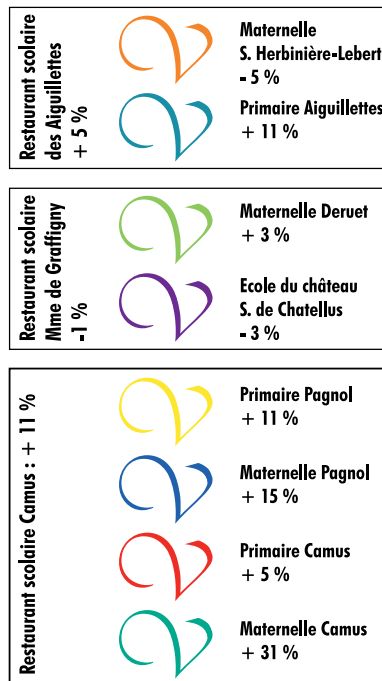 Restaurant scolaire
des Aiguillettes
+ 5 %
Maternelle
S. Herbinière-Lebert
- 5 %
Primaire Aiguillettes
+ 11 %
Restaurant scolaire
Mme de Graffigny
-1 %
Maternelle Deruet
+ 3 %
Ecole du château
S. de Chatellus
- 3 %
Restaurant scolaire Camus : + 11 %
Primaire Pagnol
+ 11 %
Maternelle Pagnol
+ 15 %
Primaire Camus
+ 5 %
Maternelle Camus
+ 31 %